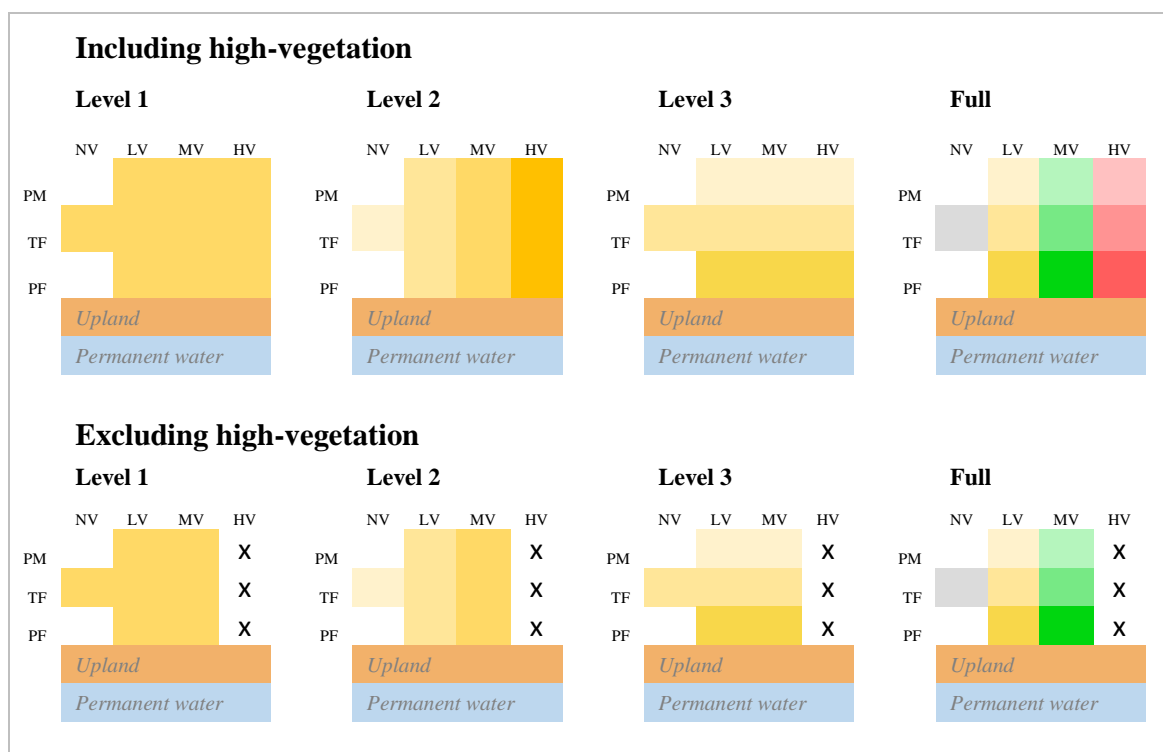 Including high-vegetation
Level 1 Level 2 Level 3 Full
NV LV MV HV NV LV MV HV NV LV MV HV NV LV MV HV
PM PM PM PM
TF TF TF TF
PF PF PF PF
Upland Upland Upland Upland
Permanent water Permanent water Permanent water Permanent water
Excluding high-vegetation
Level 1 Level 2 Level 3 Full
NV LV MV HV NV LV MV HV NV LV MV HV NV LV MV HV
PM X PM X PM X PM X
TF X TF X TF X TF X
PF X PF X PF X PF X
Upland Upland Upland Upland
Permanent water Permanent water Permanent water Permanent water